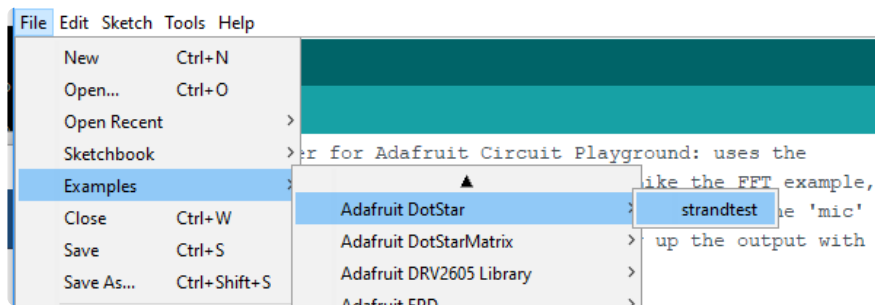 File Edit Sketch Tools Help
New Ctrl+N
Open... Ctrl+O
Open Recent
Sketchbook
er for Adafruit Circuit Playground: uses the
Examples
ike the FFT example,
Adafruit DotStar
strandtest
e 'mic'
Close Ctrl+W
Adafruit DotStarMatrix
up the output with
Save Ctrl+S
Adafruit DRV2605 Library
Save As... Ctrl+Shift+S
Adafruit EPD